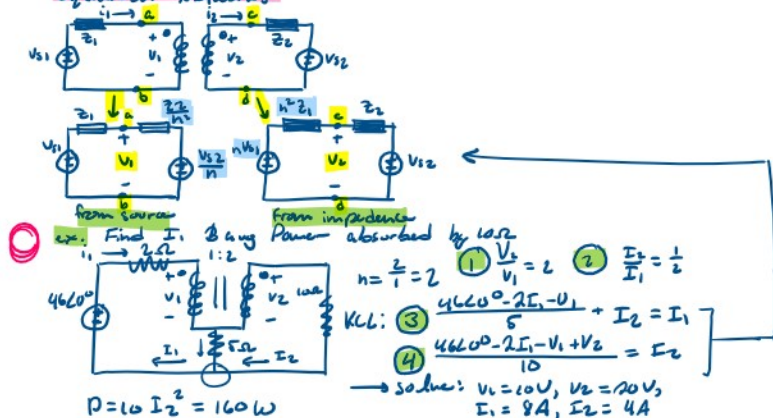 i₁ → a
i₂ → c
Z₁
Z₂
Vs1
+ V₁ -
+ V₂ -
Vs2
b
d
Z₁ a Z2/n²
n²Z₁ c Z₂
Vs1
+ V₁ -
Vs2/n
nVs1
+ V₂ -
Vs2
b
d
from source
from impedence
ex. Find I₁ & avg Power absorbed by 10Ω
i₁ → 2Ω
1:2
n = 2/1 = 2 ① V₂/V₁ = 2 ② I₂/I₁ = 1/2
46∠0°
+ V₁ -
+ V₂ -
10Ω
KCL: ③ (46∠0° - 2I₁ - V₁)/5 + I₂ = I₁
I₁
5Ω
I₂
④ (46∠0° - 2I₁ - V₁ + V₂)/10 = I₂
→ solve: V₁ = 10V, V₂ = 20V,
P = 10 I₂² = 160 W
I₁ = 8A, I₂ = 4A